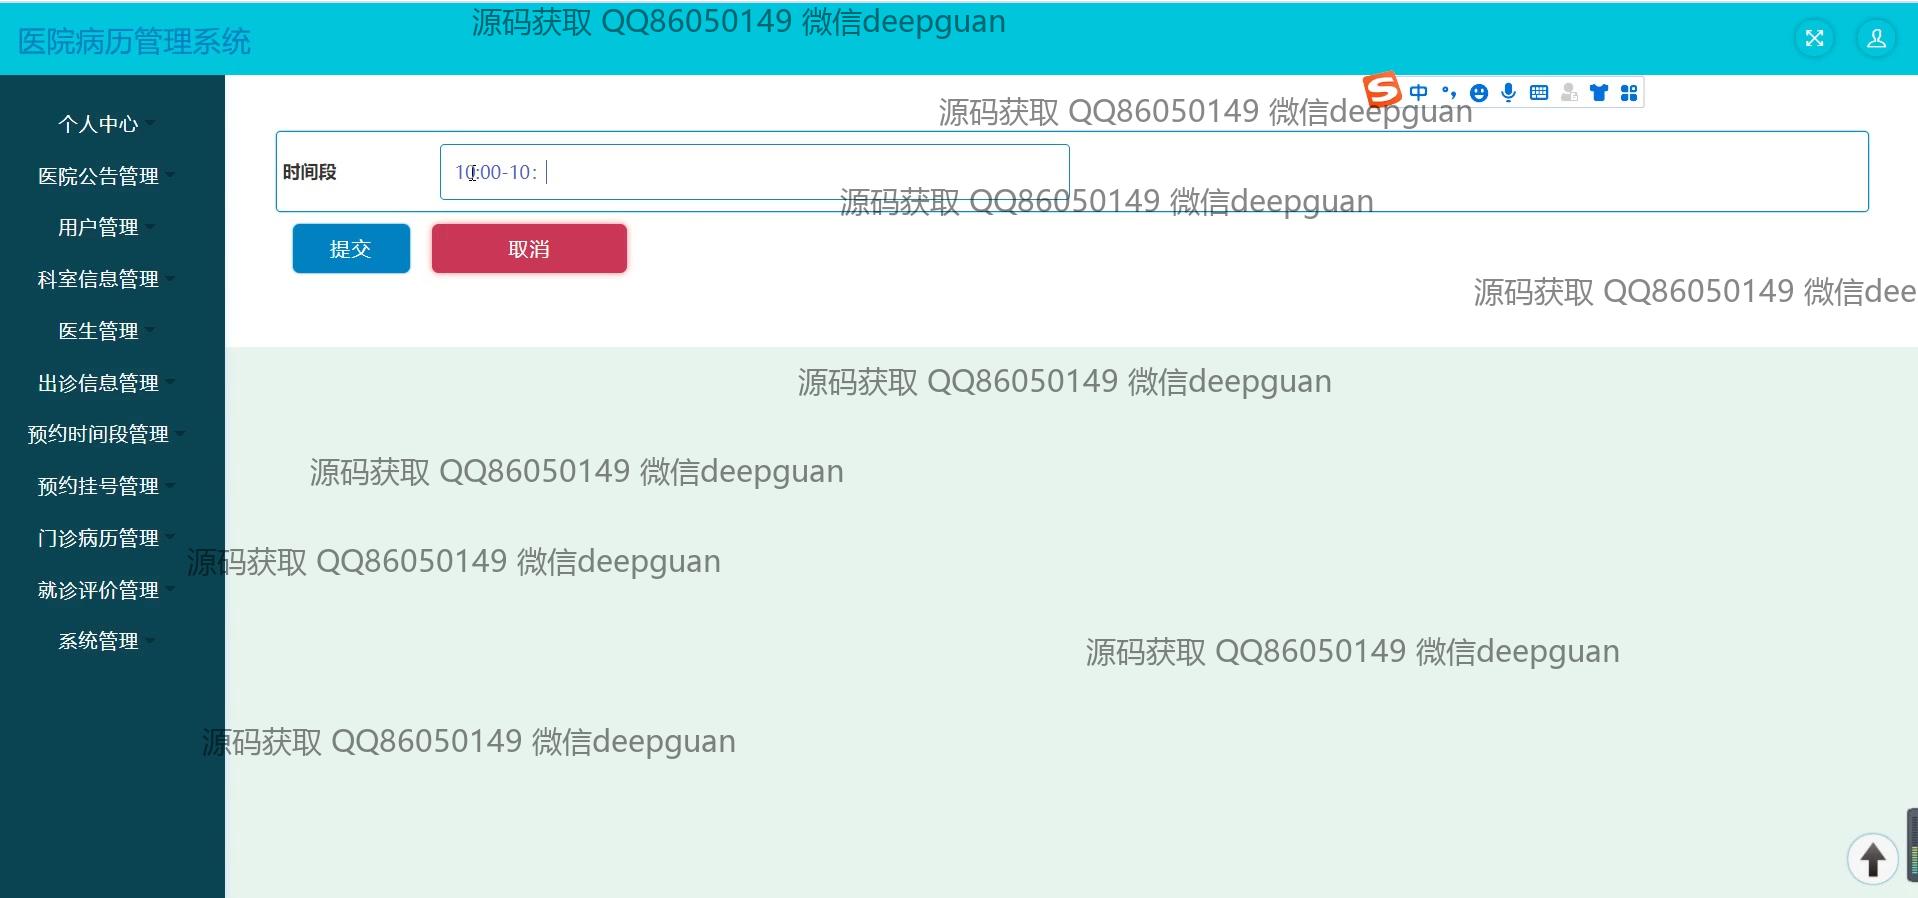 源码获取 QQ86050149 微信deepguan
医院病历管理系统
中
源码获取 QQ86050149 微信deepguan
个人中心
时间段
10:00-10：
医院公告管理
源码获取 QQ86050149 微信deepguan
用户管理
提交
取消
科室信息管理
源码获取 QQ86050149 微信dee
医生管理
出诊信息管理
源码获取 QQ86050149 微信deepguan
预约时间段管理
源码获取 QQ86050149 微信deepguan
预约挂号管理
门诊病历管理
源码获取 QQ86050149 微信deepguan
就诊评价管理
系统管理
源码获取 QQ86050149 微信deepguan
源码获取 QQ86050149 微信deepguan